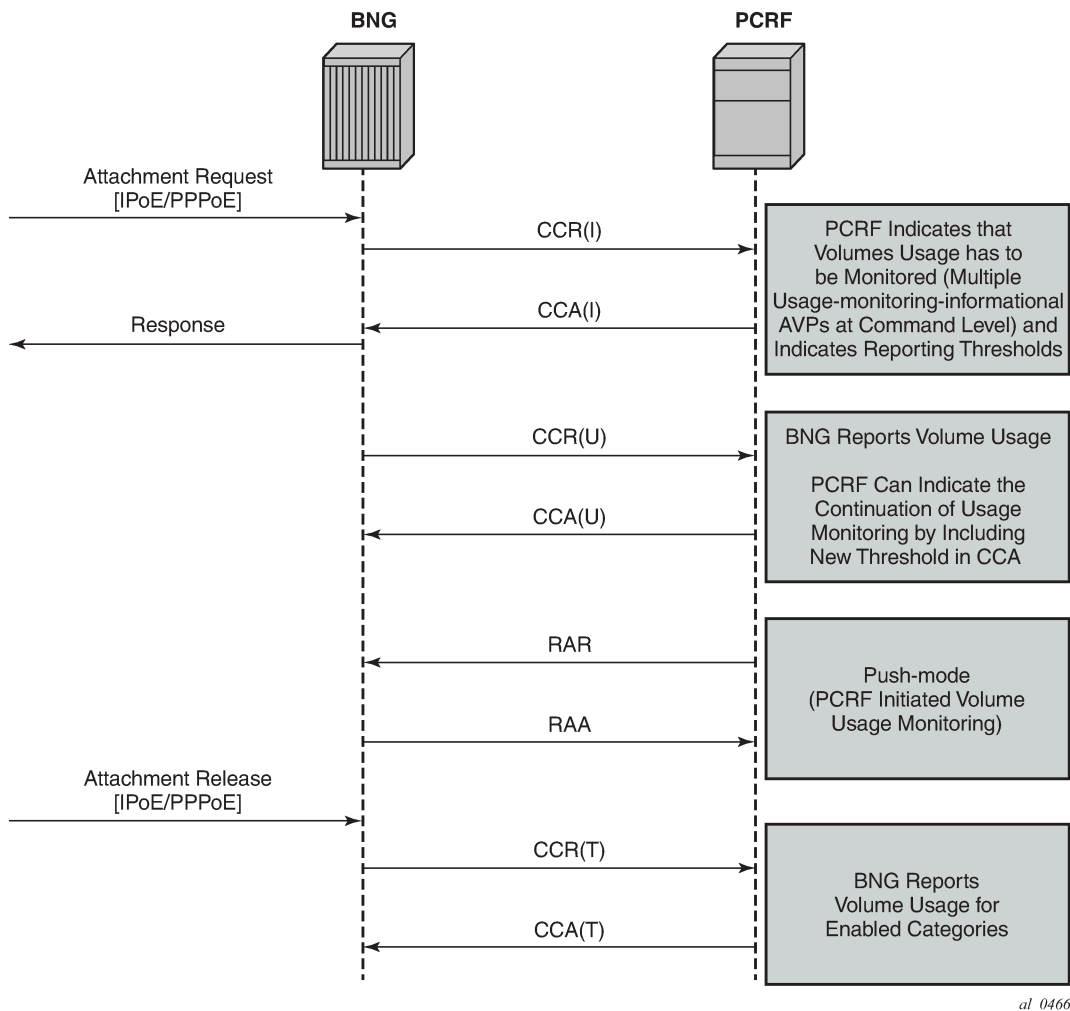 BNG
PCRF
Attachment Request
[IPoE/PPPoE]
CCR(I)
PCRF Indicates that
Volumes Usage has to
be Monitored (Multiple
Usage-monitoring-informational
AVPs at Command Level) and
Indicates Reporting Thresholds
CCA(I)
Response
CCR(U)
BNG Reports Volume Usage
PCRF Can Indicate the
Continuation of Usage
Monitoring by Including
New Threshold in CCA
CCA(U)
RAR
Push-mode
(PCRF Initiated Volume
Usage Monitoring)
RAA
Attachment Release
[IPoE/PPPoE]
CCR(T)
BNG Reports
Volume Usage for
Enabled Categories
CCA(T)
al_0466